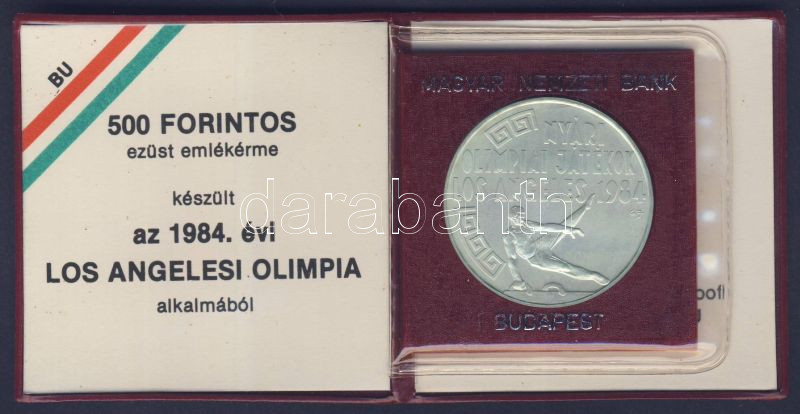 BU
500 FORINTOS
ezüst emlékérme
készült
az 1984. évi
LOS ANGELESI OLIMPIA
alkalmából
MAGYAR NEMZETI BANK
NYÁRI
OLIMPIAI JÁTÉKOK
LOS ANGELES 1984
BUDAPEST
darabanth